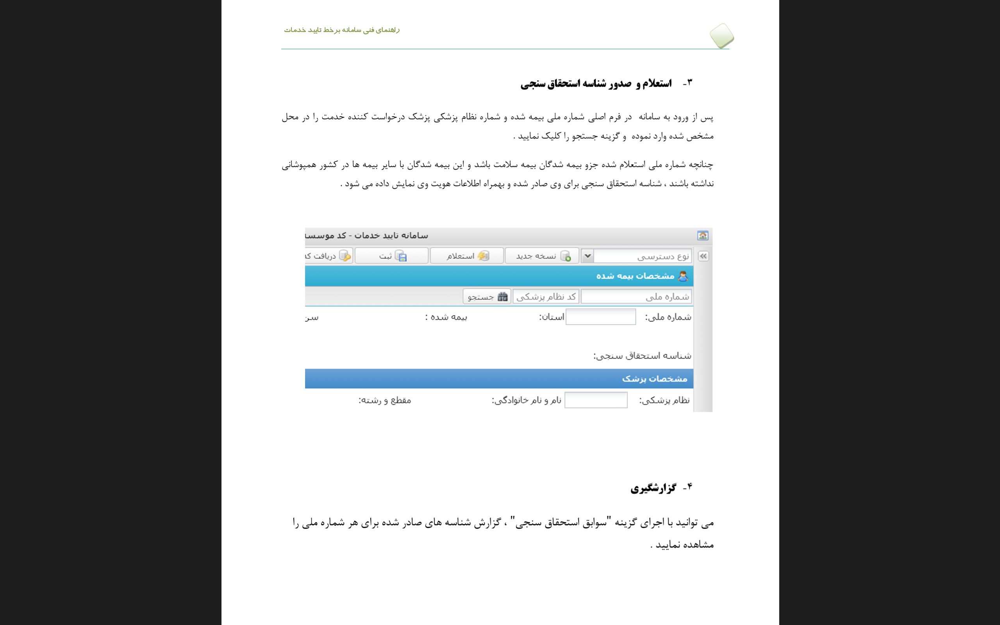 راهنمای فنی سامانه برخط تایید خدمات
۳- استعلام و صدور شناسه استحقاق سنجی
پس از ورود به سامانه در فرم اصلی شماره ملی بیمه شده و شماره نظام پزشکی پزشک درخواست کننده خدمت را در محل
مشخص شده وارد نموده و گزینه جستجو را کلیک نمایید .
چنانچه شماره ملی استعلام شده جزو بیمه شدگان بیمه سلامت باشد و این بیمه شدگان با سایر بیمه ها در کشور همپوشانی
نداشته باشند ، شناسه استحقاق سنجی برای وی صادر شده و بهمراه اطلاعات هویت وی نمایش داده می شود .
سامانه تایید خدمات - کد موسسه
نوع دسترسی نسخه جدید استعلام ثبت دریافت
مشخصات بیمه شده
شماره ملی کد نظام پزشکی جستجو
شماره ملی: استان: بیمه شده :
شناسه استحقاق سنجی:
مشخصات پزشک
نظام پزشکی: نام و نام خانوادگی: مقطع و رشته:
۴- گزارشگیری
می توانید با اجرای گزینه "سوابق استحقاق سنجی" ، گزارش شناسه های صادر شده برای هر شماره ملی را
مشاهده نمایید .